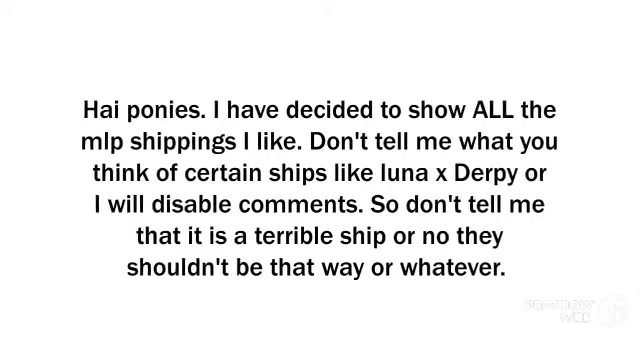 Hai ponies. I have decided to show ALL the
mlp shippings I like. Don't tell me what you
think of certain ships like luna x Derpy or
I will disable comments. So don't tell me
that it is a terrible ship or no they
shouldn't be that way or whatever.
PROSHOW
WEB